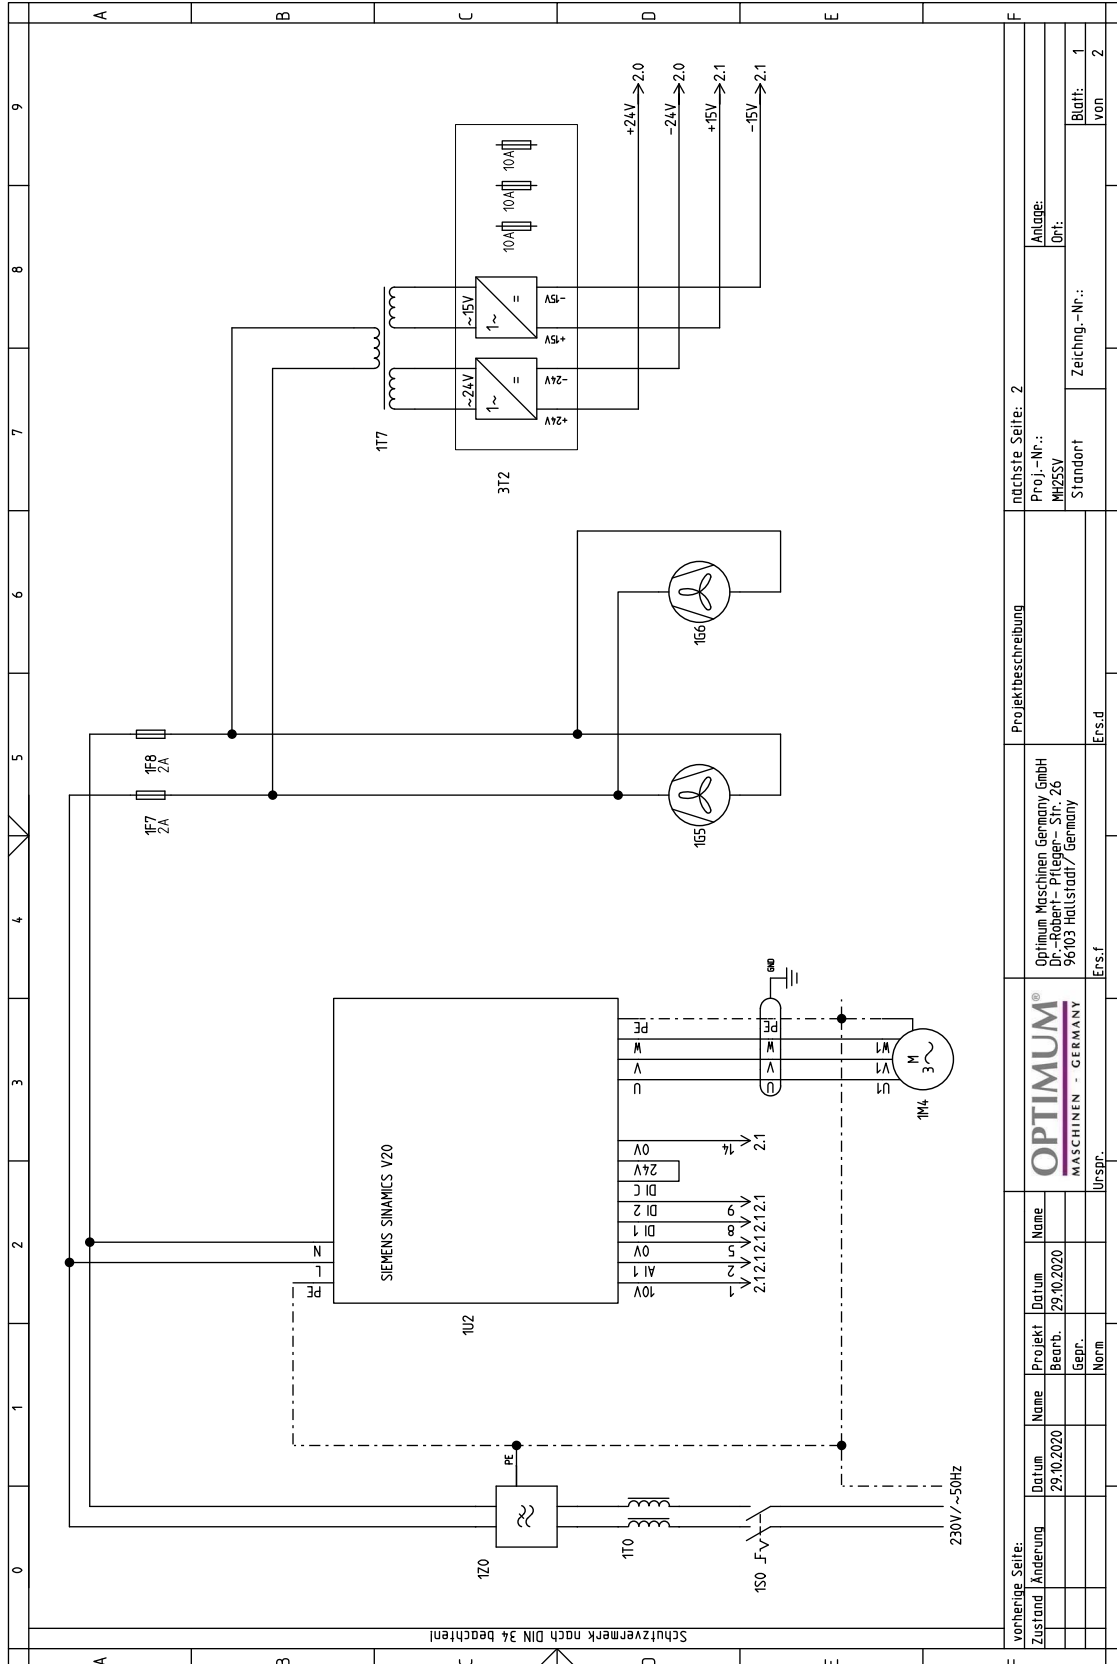 0 1 2 3 4 5 6 7 8 9
A
B
C
D
E
F
A
B
C
D
E
F
Schutzvermerk nach DIN 34 beachten!
1F7
2A
1F8
2A
1T7
~24V
~15V
1~
=
1~
=
+24V
-24V
+15V
-15V
10A
10A
10A
3T2
+24V 2.0
-24V 2.0
+15V 2.1
-15V 2.1
1G5
1G6
PE
L
N
SIEMENS SINAMICS V20
1U2
10V
AI 1
0V
DI 1
DI 2
DI C
24V
0V
U
V
W
PE
1
2
5
8
9
14
2.1 2.1 2.1 2.1 2.1
2.1
U
V
W
PE
GND
U1
V1
W1
M
3~
1M4
PE
1Z0
1T0
1S0
230V/~50Hz
vorherige Seite:
Zustand Änderung Datum Name
29.10.2020
Projekt Datum Name
Bearb. 29.10.2020
Gepr.
Norm
Urspr.
OPTIMUM®
MASCHINEN - GERMANY
Optimum Maschinen Germany GmbH
Dr.-Robert- Pfleger- Str. 26
96103 Hallstadt/ Germany
Ers.f
Ers.d
Projektbeschreibung
nächste Seite: 2
Proj.-Nr.:
MH25SV
Anlage:
Ort:
Standort
Zeichng.-Nr.:
Blatt: 1
von 2